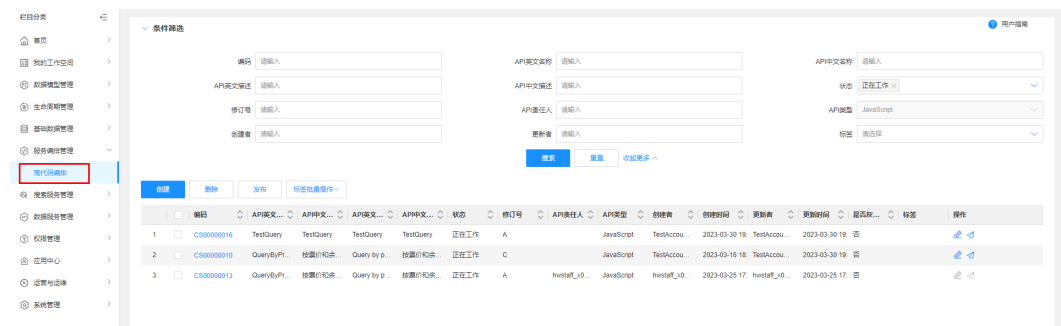 栏目分类
首页
我的工作空间
数据模型管理
生命周期管理
基础数据管理
服务编排管理
高代码编排
搜索服务管理
数据服务管理
权限管理
应用中心
运营与运维
系统管理
条件筛选
? 用户指南
编码 请输入 API英文名称 请输入 API中文名称 请输入
API英文描述 请输入 API中文描述 请输入 状态 正在工作 ×
修订号 请输入 API责任人 请输入 API类型 JavaScript
创建者 请输入 更新者 请输入 标签 请选择
搜索 重置 收起更多
创建 删除 发布 标签批量操作
编码 API英文... API中文... API英文... API中文... 状态 修订号 API责任人 API类型 创建者 创建时间 更新者 更新时间 是否灰... 标签 操作
1 CS00000016 TestQuery TestQuery TestQuery TestQuery 正在工作 A JavaScript TestAccou... 2023-03-30 19: TestAccou... 2023-03-30 19: 否
2 CS00000010 QueryByPr... 按票价和余... Query by p... 按票价和余... 正在工作 C JavaScript TestAccou... 2023-03-16 18: TestAccou... 2023-03-30 19: 否
3 CS00000013 QueryByPr... 按票价和余... Query by p... 按票价和余... 正在工作 A hwstaff_x0... JavaScript hwstaff_x0... 2023-03-25 17: hwstaff_x0... 2023-03-25 17: 否